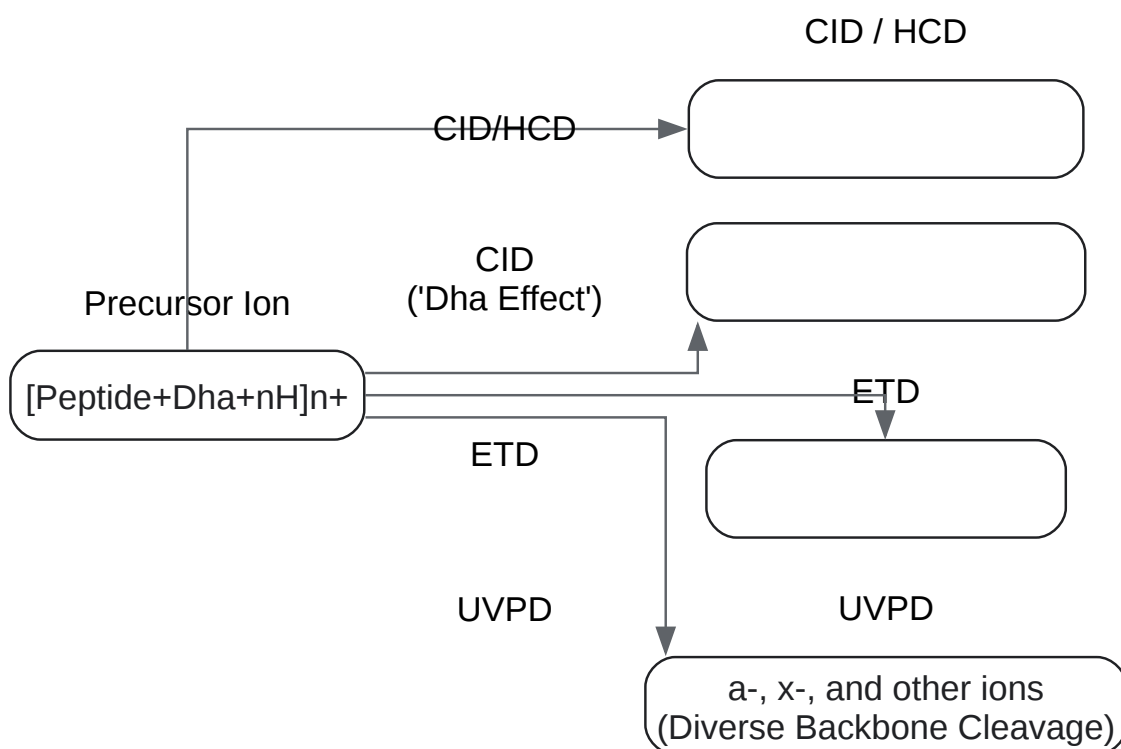 CID / HCD
CID/HCD
CID
('Dha Effect')
Precursor Ion
[Peptide+Dha+nH]n+
ETD
ETD
UVPD
UVPD
a-, x-, and other ions
(Diverse Backbone Cleavage)